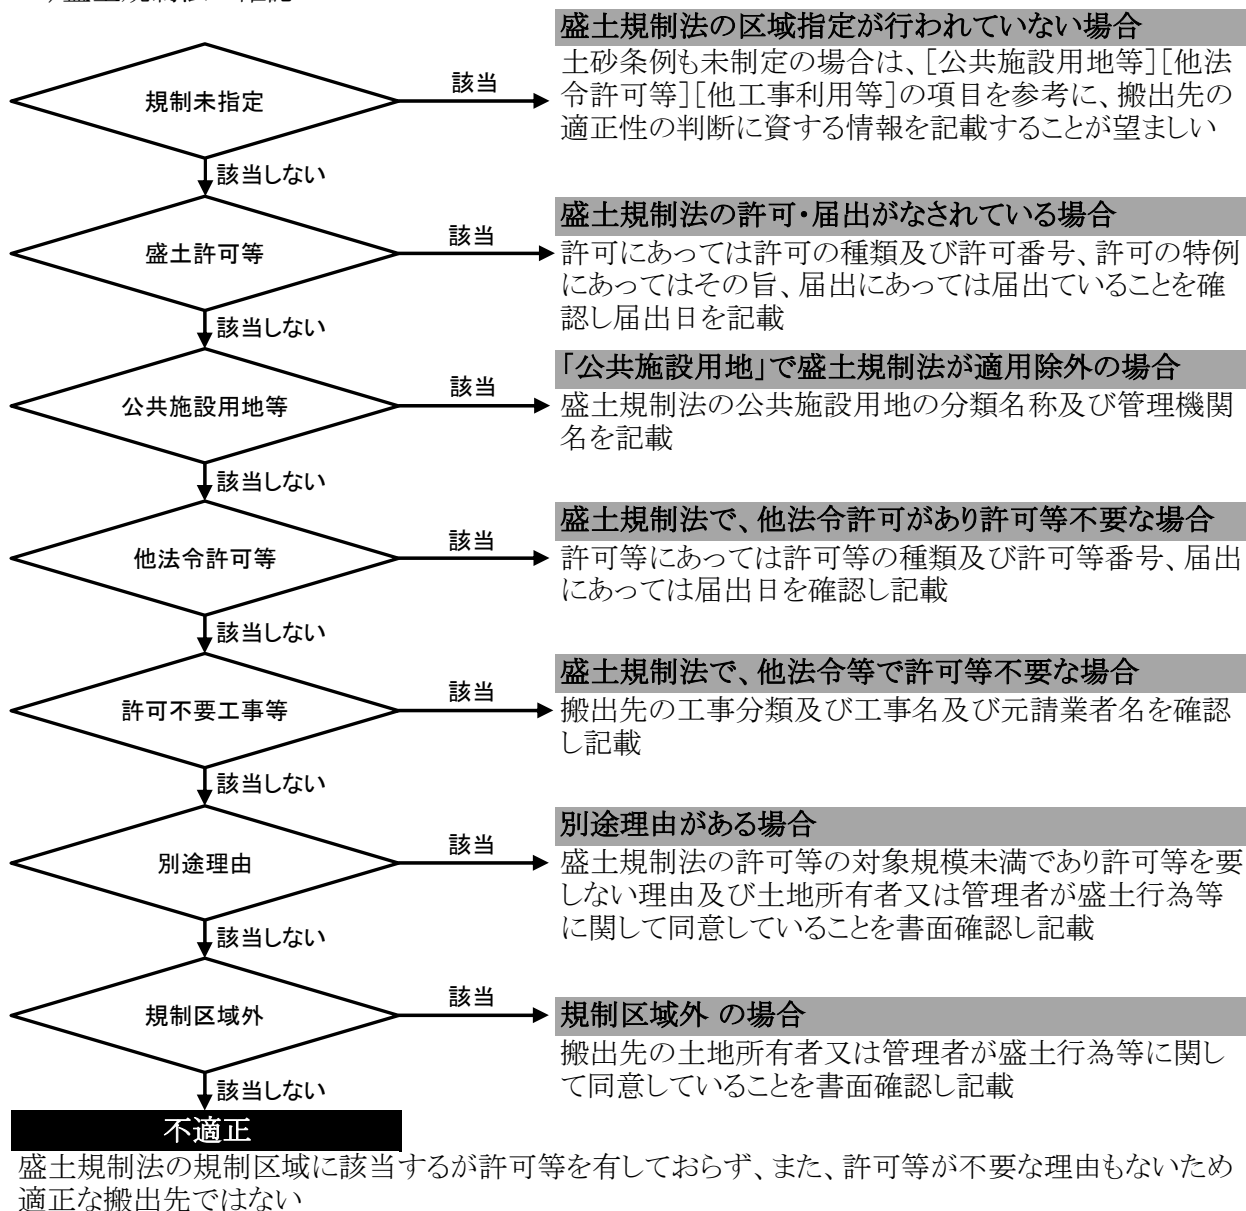 盛土規制法の区域指定が行われていない場合
規制未指定
該当
土砂条例も未制定の場合は、[公共施設用地等][他法
令許可等][他工事利用等]の項目を参考に、搬出先の
適正性の判断に資する情報を記載することが望ましい
該当しない
盛土規制法の許可・届出がなされている場合
盛土許可等
該当
許可にあっては許可の種類及び許可番号、許可の特例
にあってはその旨、届出にあっては届出ていることを確
認し届出日を記載
該当しない
「公共施設用地」で盛土規制法が適用除外の場合
公共施設用地等
該当
盛土規制法の公共施設用地の分類名称及び管理機関
名を記載
該当しない
盛土規制法で、他法令許可があり許可等不要な場合
他法令許可等
該当
許可等にあっては許可等の種類及び許可等番号、届出
にあっては届出日を確認し記載
該当しない
盛土規制法で、他法令等で許可等不要な場合
許可不要工事等
該当
搬出先の工事分類及び工事名及び元請業者名を確認
し記載
該当しない
別途理由がある場合
別途理由
該当
盛土規制法の許可等の対象規模未満であり許可等を要
しない理由及び土地所有者又は管理者が盛土行為等
に関して同意していることを書面確認し記載
該当しない
規制区域外 の場合
規制区域外
該当
搬出先の土地所有者又は管理者が盛土行為等に関し
て同意していることを書面確認し記載
該当しない
不適正
盛土規制法の規制区域に該当するが許可等を有しておらず、また、許可等が不要な理由もないため
適正な搬出先ではない